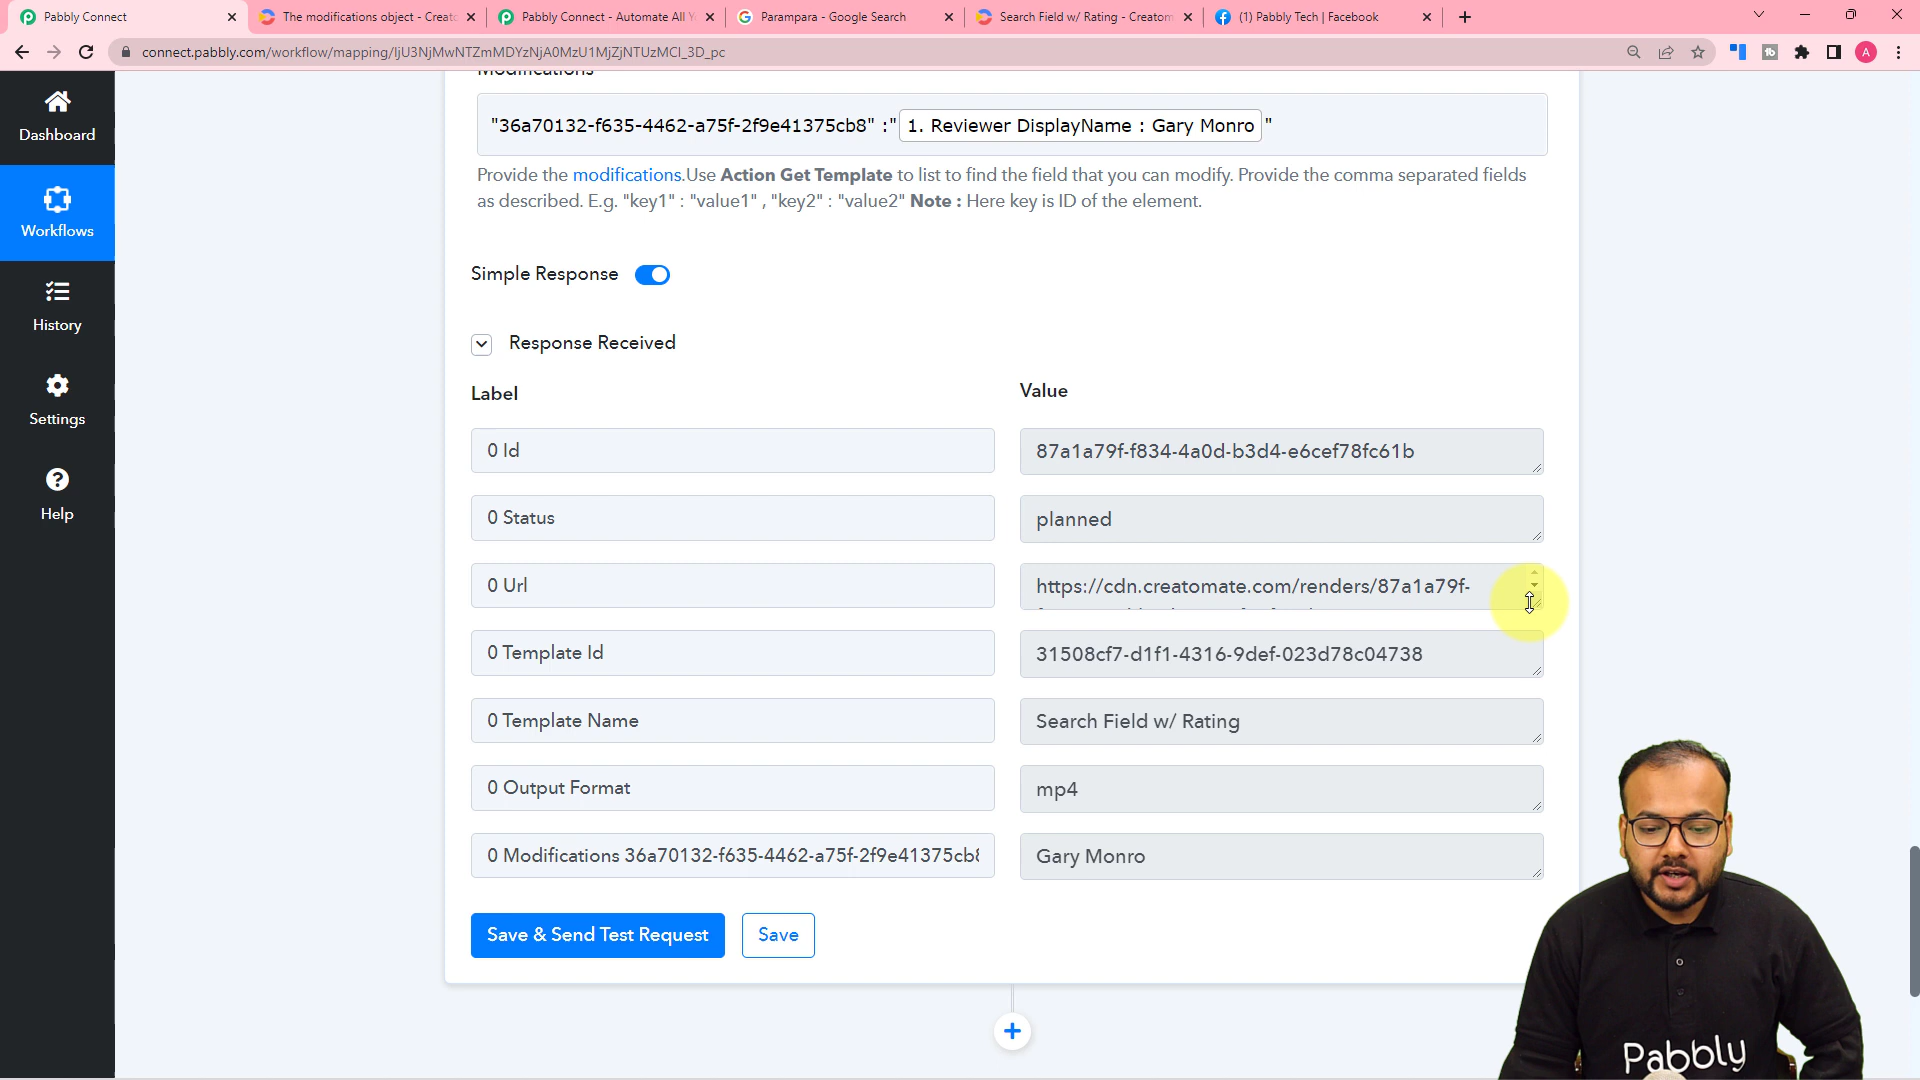 Pabbly Connect
The modifications object - Creato
Pabbly Connect - Automate All Y
Parampara - Google Search
Search Field w/ Rating - Creatom
(1) Pabbly Tech | Facebook
connect.pabbly.com/workflow/mapping/IjU3NjMwNTZmMDYzNjA0MzU1MjZjNTUzMCI_3D_pc
A
Dashboard
Workflows
History
Settings
Help
Modifications
"36a70132-f635-4462-a75f-2f9e41375cb8" :" 1. Reviewer DisplayName : Gary Monro "
Provide the modifications.Use Action Get Template to list to find the field that you can modify. Provide the comma separated fields
as described. E.g. "key1" : "value1" , "key2" : "value2" Note : Here key is ID of the element.
Simple Response
Response Received
Label Value
0 Id 87a1a79f-f834-4a0d-b3d4-e6cef78fc61b
0 Status planned
0 Url https://cdn.creatomate.com/renders/87a1a79f-
0 Template Id 31508cf7-d1f1-4316-9def-023d78c04738
0 Template Name Search Field w/ Rating
0 Output Format mp4
0 Modifications 36a70132-f635-4462-a75f-2f9e41375cb8 Gary Monro
Save & Send Test Request Save
Pabbly